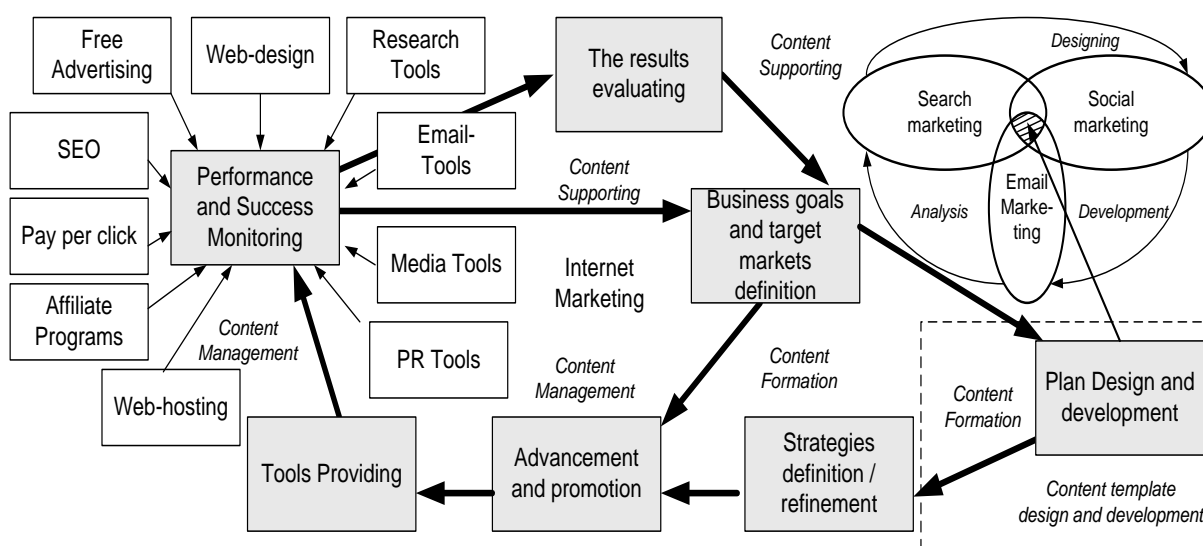 Free
Advertising
Web-design
Research
Tools
The results
evaluating
Content
Supporting
Designing
Search
marketing
Social
marketing
SEO
Email-
Tools
Performance
and Success
Monitoring
Content
Supporting
Business goals
and target
markets
definition
Analysis
Email
Marke-
ting
Development
Pay per click
Media Tools
Internet
Marketing
Affiliate
Programs
Content
Management
PR Tools
Content
Management
Content
Formation
Web-hosting
Plan Design and
development
Content
Formation
Tools Providing
Advancement
and promotion
Strategies
definition /
refinement
Content template
design and development